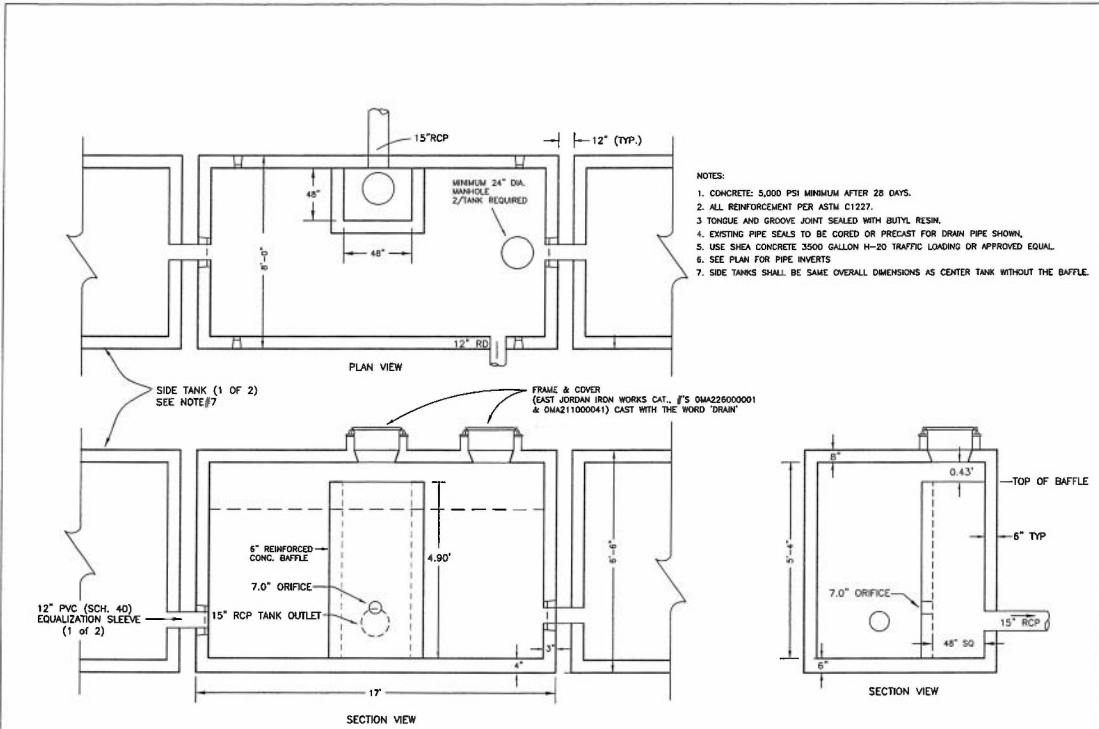 15"RCP
12" (TYP.)
48"
MINIMUM 24" DIA.
MANHOLE
2/TANK REQUIRED
48"
8'-0"
12" RD
PLAN VIEW
NOTES:
1. CONCRETE: 5,000 PSI MINIMUM AFTER 28 DAYS.
2. ALL REINFORCEMENT PER ASTM C1227.
3 TONGUE AND GROOVE JOINT SEALED WITH BUTYL RESIN.
4. EXISTING PIPE SEALS TO BE CORED OR PRECAST FOR DRAIN PIPE SHOWN,
5. USE SHEA CONCRETE 3500 GALLON H-20 TRAFFIC LOADING OR APPROVED EQUAL.
6. SEE PLAN FOR PIPE INVERTS
7. SIDE TANKS SHALL BE SAME OVERALL DIMENSIONS AS CENTER TANK WITHOUT THE BAFFLE.
SIDE TANK (1 OF 2)
SEE NOTE#7
FRAME & COVER
(EAST JORDAN IRON WORKS CAT., #'S 0MA226000001
& 0MA211000041) CAST WITH THE WORD 'DRAIN'
6" REINFORCED
CONC. BAFFLE
4.90'
6'-6"
7.0" ORIFICE
15" RCP TANK OUTLET
12" PVC (SCH. 40)
EQUALIZATION SLEEVE
(1 of 2)
3"
4"
17'
SECTION VIEW
8"
0.43'
TOP OF BAFFLE
6" TYP
5'-4"
7.0" ORIFICE
15" RCP
48" SQ
6"
SECTION VIEW